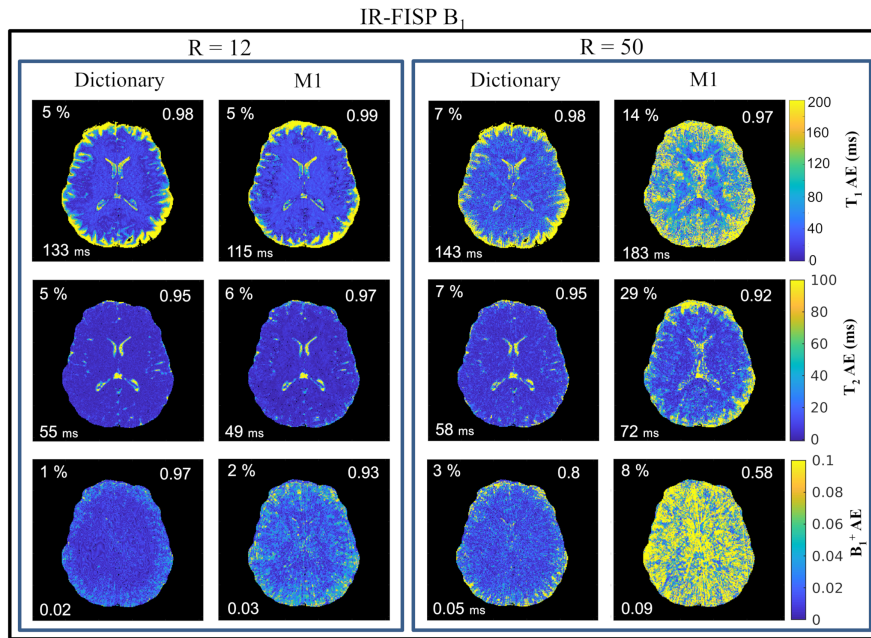 IR-FISP B1
R = 12
R = 50
Dictionary
M1
Dictionary
M1
5 %
0.98
133 ms
5 %
0.99
115 ms
7 %
0.98
143 ms
14 %
0.97
183 ms
200
160
120
80
40
0
T1 AE (ms)
5 %
0.95
55 ms
6 %
0.97
49 ms
7 %
0.95
58 ms
29 %
0.92
72 ms
100
80
60
40
20
0
T2 AE (ms)
1 %
0.97
0.02
2 %
0.93
0.03
3 %
0.8
0.05 ms
8 %
0.58
0.09
0.1
0.08
0.06
0.04
0.02
0
B1+ AE